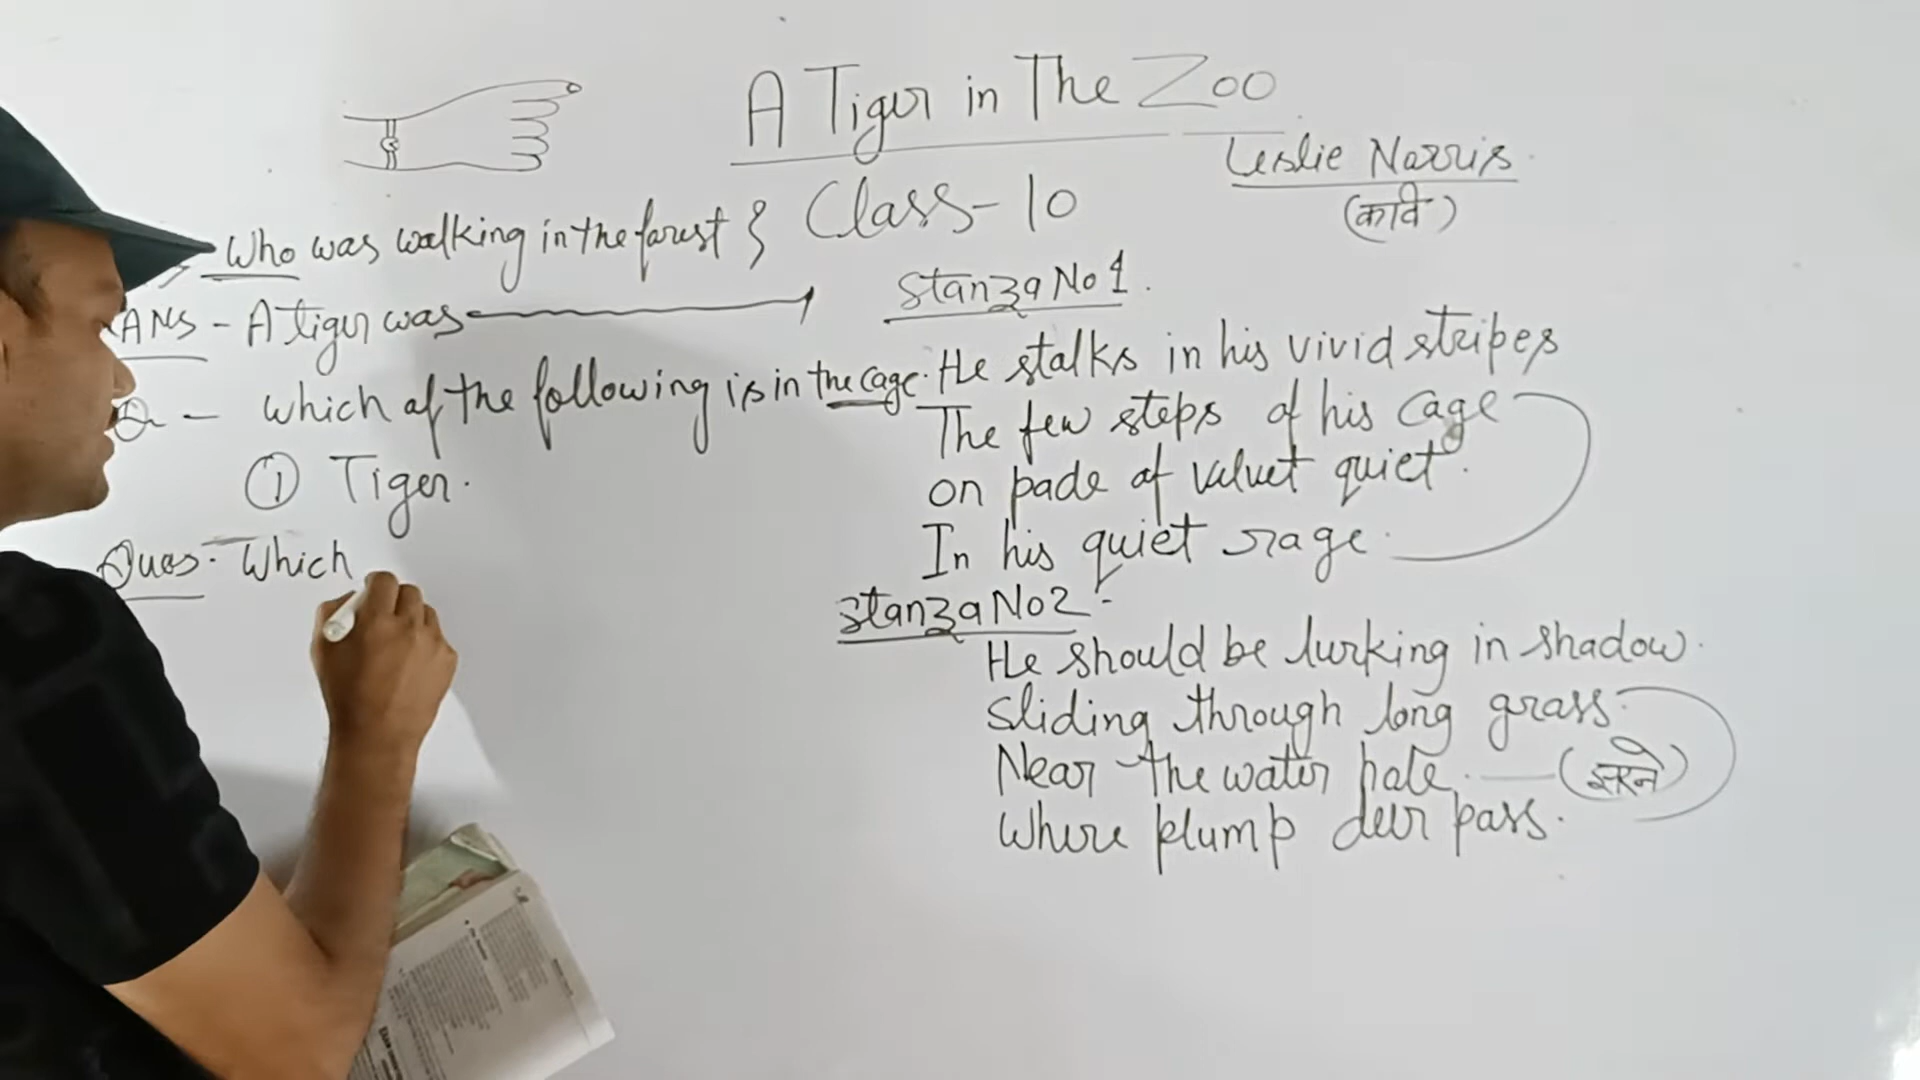 A Tiger in The Zoo
Leslie Norris
(कवि)
Class-10
Who was walking in the forest
ANS - A tiger was
Q - which of the following is in the cage.
① Tiger.
Ques:- Which
Stanza No 1.
He stalks in his vivid stripes
The few steps of his cage
on pade of valuet quiet.
In his quiet rage.
Stanza No 2 -
He should be lurking in shadow.
sliding through long grass.
Near the water hole. (झरने)
Where plump deer pass.